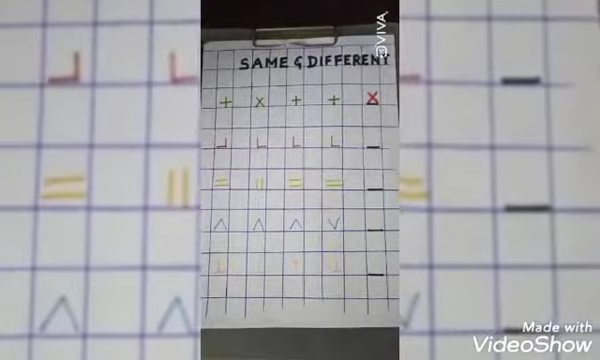 VIVA
SAME & DIFFERENT
+ x + + x
= = =
Made with
VideoShow